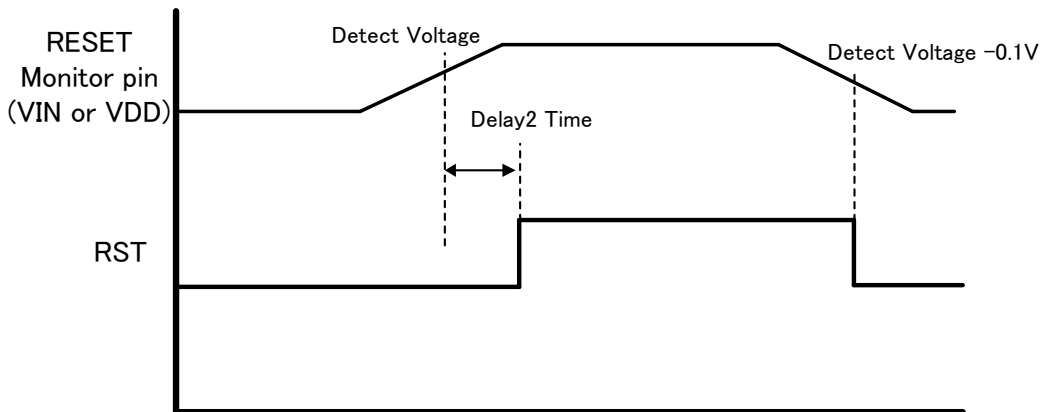 RESET
Monitor pin
(VIN or VDD)
Detect Voltage
Detect Voltage -0.1V
Delay2 Time
RST